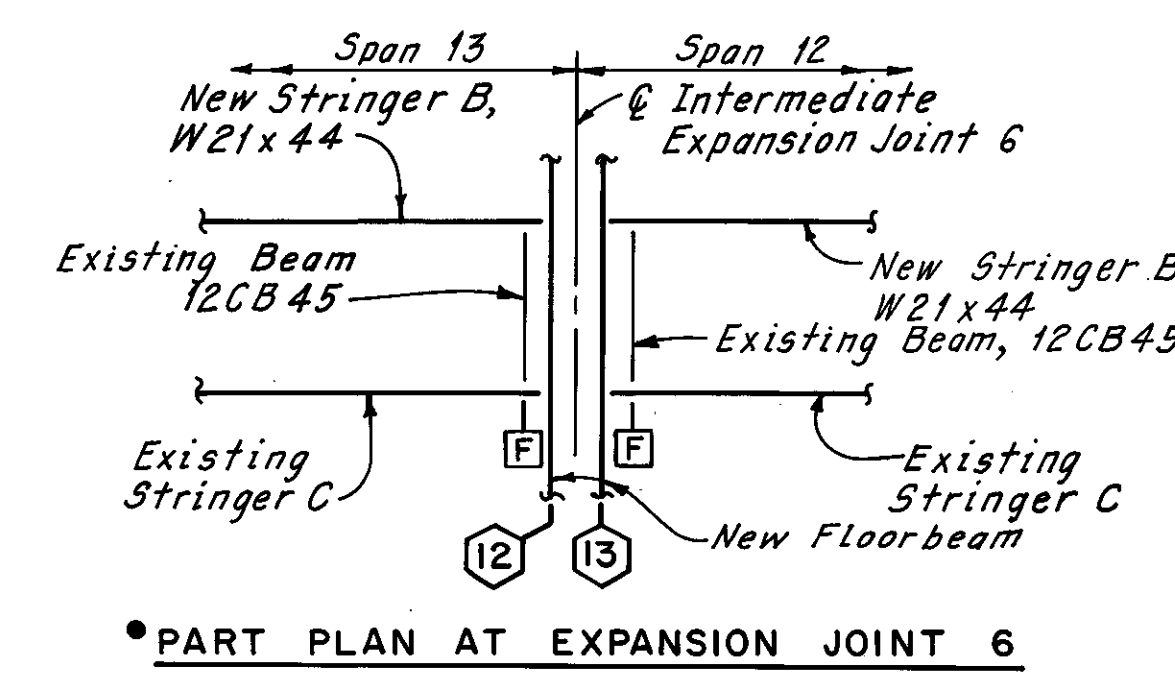 Span 13
Span 12
New Stringer B,
W21x44
℄ Intermediate
Expansion Joint 6
Existing Beam
12CB45
New Stringer B
W21x44
Existing Beam, 12CB45
F
F
Existing
Stringer C
Existing
Stringer C
New Floorbeam
12
13
PART PLAN AT EXPANSION JOINT 6